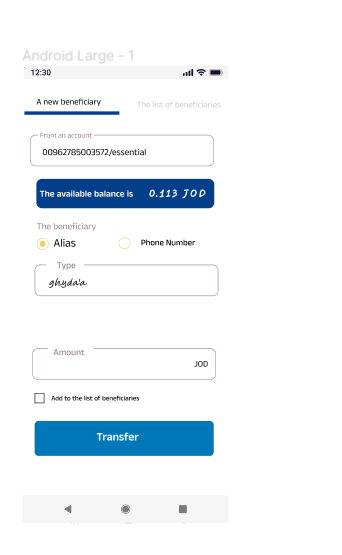 Android Large - 1
12:30
A new beneficiary
The list of beneficiaries
From an account
00962785003572/essential
The available balance is 0.113 JOD
The beneficiary
Alias
Phone Number
Type
ghyda'a
Amount
JOD
Add to the list of beneficiaries
Transfer